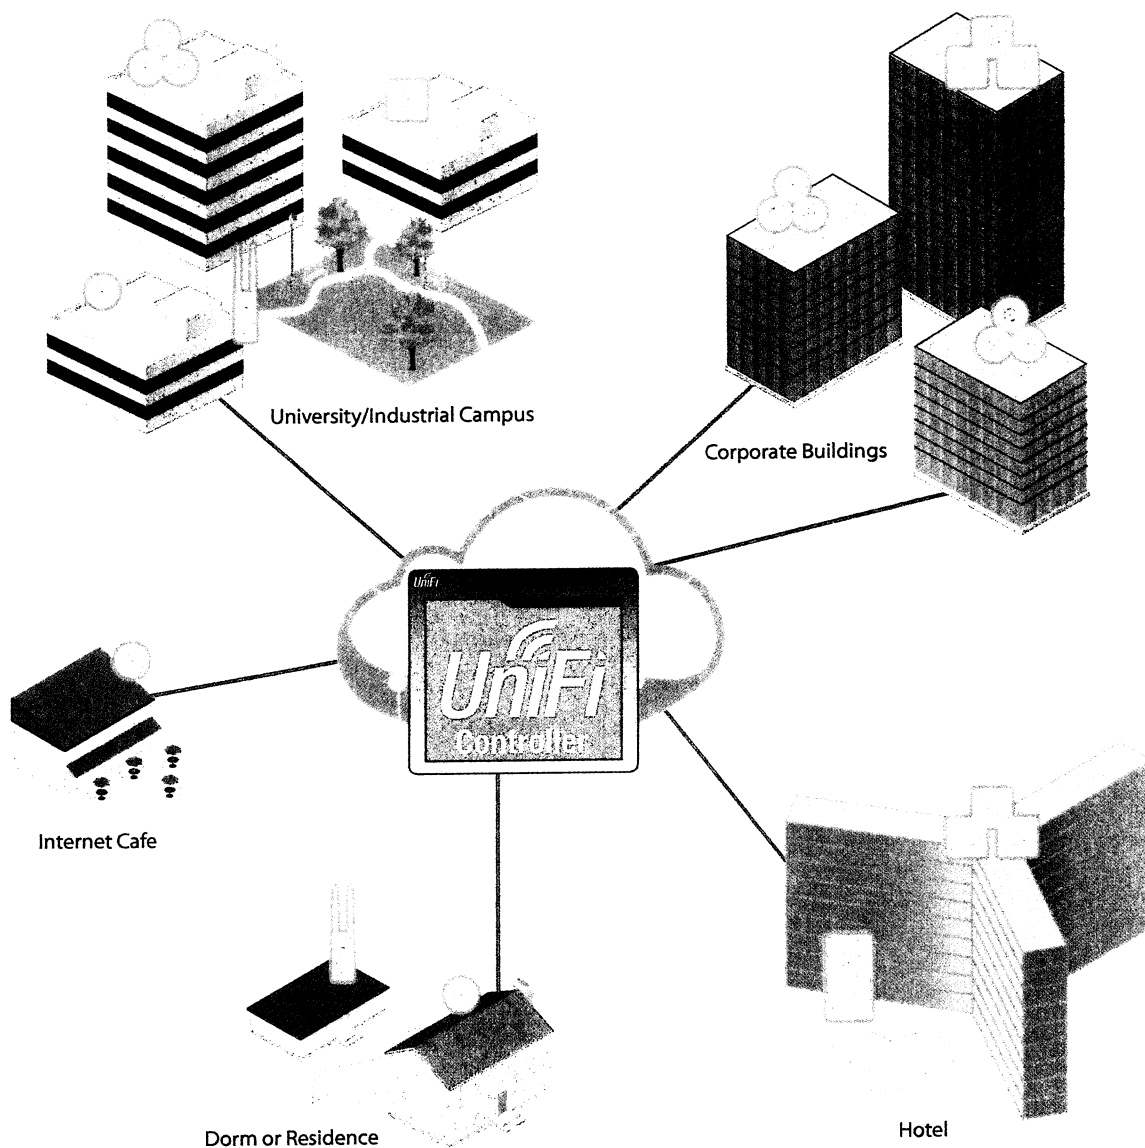 University/Industrial Campus
Corporate Buildings
UniFi
UniFi
Controller
Internet Cafe
Dorm or Residence
Hotel